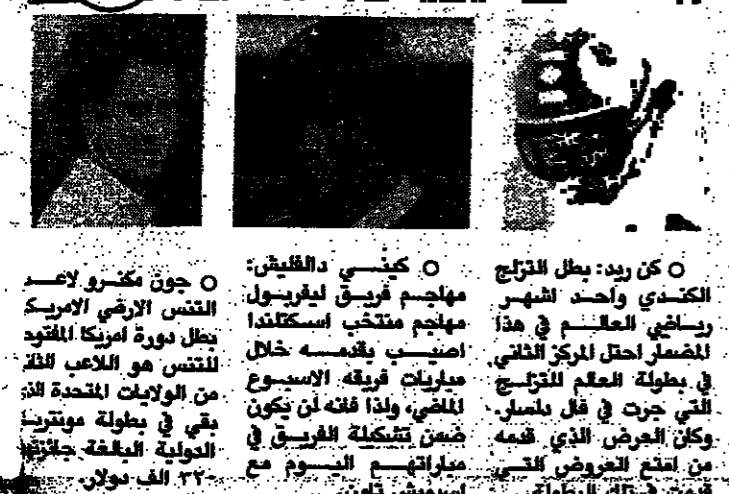 ○ كن ريد: بطل التزلج
الكندي واحد اشهر
رياضي العالم في هذا
المضمار احتل المركز الثاني
في بطولة العالم للتزلج
التي جرت في فال دلسار.
وكان العرض الذي قدمه
من امتع العروض التي
○ كيني دالغليش:
مهاجم فريق ليفربول
مهاجم منتخب اسكتلندا
اصيب بقدمه خلال
مباريات فريقه الاسبوع
الماضي، ولذا فانه لن يكون
ضمن تشكيلة الفريق في
مباراتهم اليوم مع
○ جون مكنرو لاعب
التنس الارضي الامريكي
بطل دورة امريكا المفتوحة
للتنس هو اللاعب الثاني
من الولايات المتحدة الذي
بقي في بطولة مونتريال
الدولية البالغة جائزتها
٣٢٠ الف دولار.